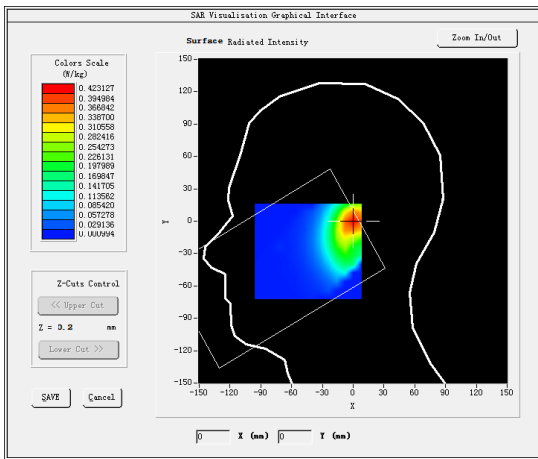 SAR Visualisation Graphical Interface
Surface Radiated Intensity
Zoom In/Out
Colors Scale
(W/kg)
0.423127
0.394984
0.366842
0.338700
0.310558
0.282416
0.254273
0.226131
0.197989
0.169847
0.141705
0.113562
0.085420
0.057278
0.029136
0.000994
Z-Cuts Control
<< Upper Cut
Z = 0.2 mm
Lower Cut >>
SAVE
Cancel
150
120
90
60
30
0
-30
-60
-90
-120
-150
Y
-150 -120 -90 -60 -30 0 30 60 90 120 150
X
0 X (mm) 0 Y (mm)